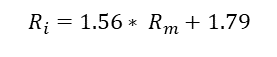 R_i = 1.56 * R_m + 1.79